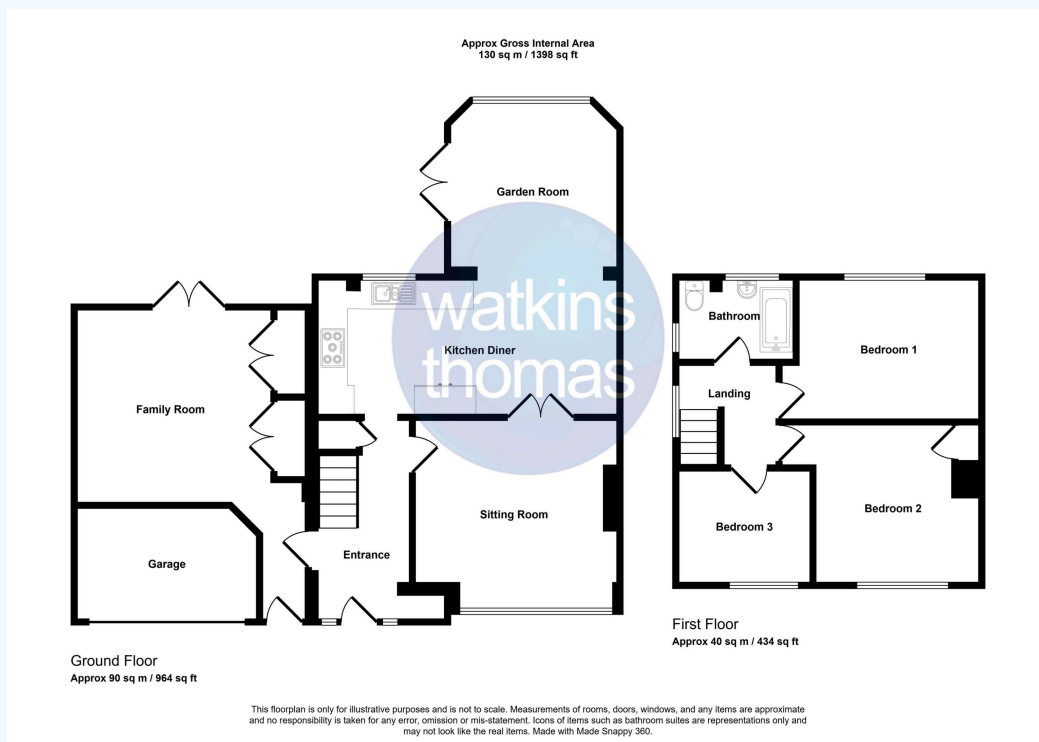 Approx Gross Internal Area
130 sq m / 1398 sq ft
Garden Room
watkins
thomas
Kitchen Diner
Family Room
Sitting Room
Entrance
Garage
Bathroom
Bedroom 1
Landing
Bedroom 2
Bedroom 3
Ground Floor
Approx 90 sq m / 964 sq ft
First Floor
Approx 40 sq m / 434 sq ft
This floorplan is only for illustrative purposes and is not to scale. Measurements of rooms, doors, windows, and any items are approximate
and no responsibility is taken for any error, omission or mis-statement. Icons of items such as bathroom suites are representations only and
may not look like the real items. Made with Made Snappy 360.